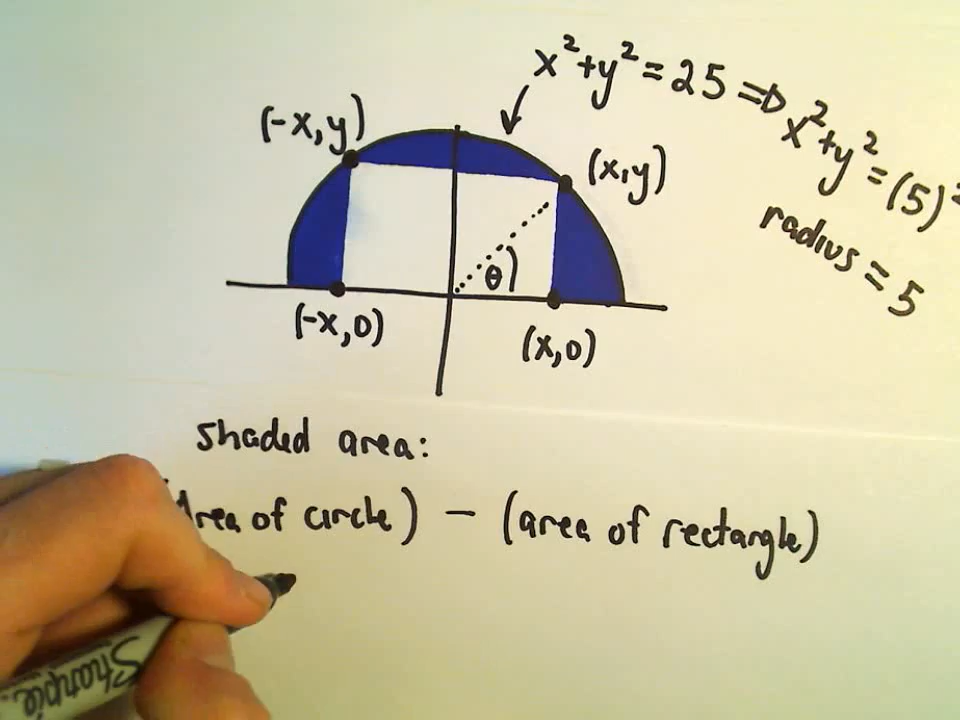 x²+y²=25 ⇒ x²+y²=(5)²
radius = 5
(-x,y)
(x,y)
θ
(-x,0)
(x,0)
shaded area:
Area of circle) − (area of rectangle)
Sharpie